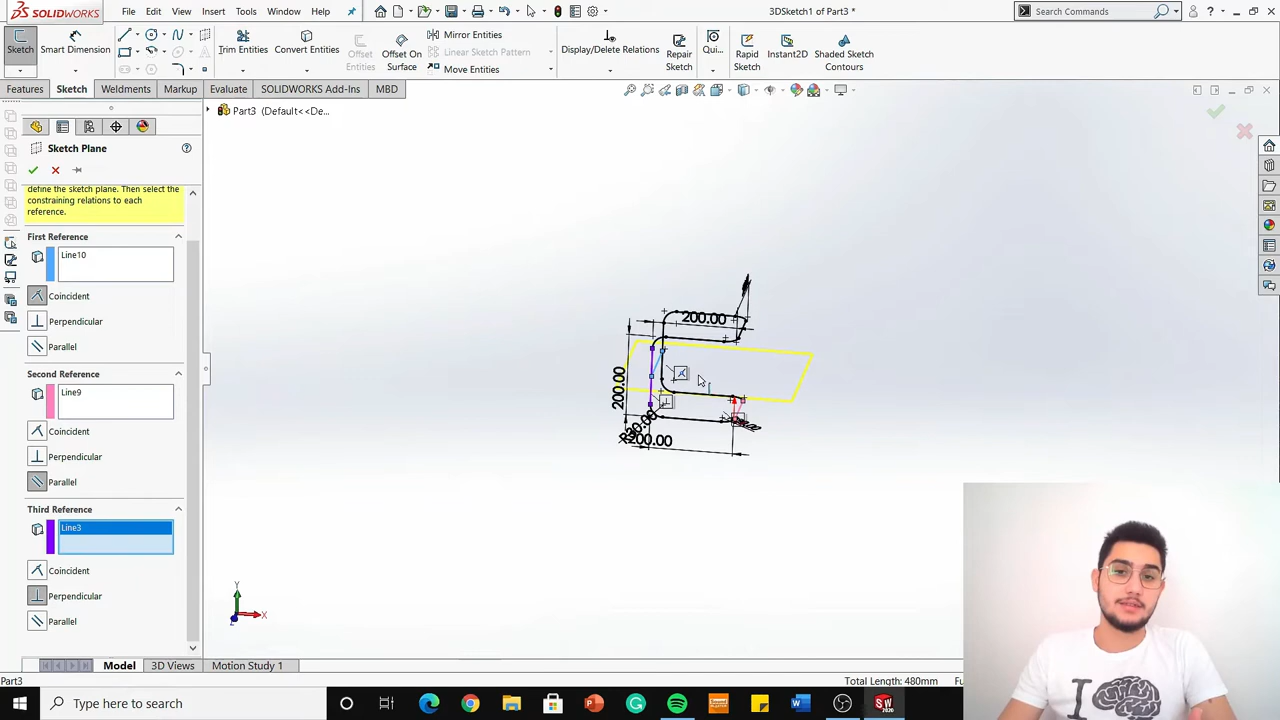 SOLIDWORKS
File Edit View Insert Tools Window Help
3DSketch1 of Part3 *
Search Commands
Sketch
Smart Dimension
Trim Entities
Convert Entities
Offset Entities
Offset On Surface
Mirror Entities
Linear Sketch Pattern
Move Entities
Display/Delete Relations
Repair Sketch
Qui...
Rapid Sketch
Instant2D
Shaded Sketch Contours
Features Sketch Weldments Markup Evaluate SOLIDWORKS Add-Ins MBD
Part3 (Default<<De...
Sketch Plane
define the sketch plane. Then select the
constraining relations to each
reference.
First Reference
Line10
Coincident
Perpendicular
Parallel
Second Reference
Line9
Coincident
Perpendicular
Parallel
Third Reference
Line3
Coincident
Perpendicular
Parallel
200.00
200.00
200.00
Y
X
Z
Model 3D Views Motion Study 1
Part3
Total Length: 480mm
Type here to search
I